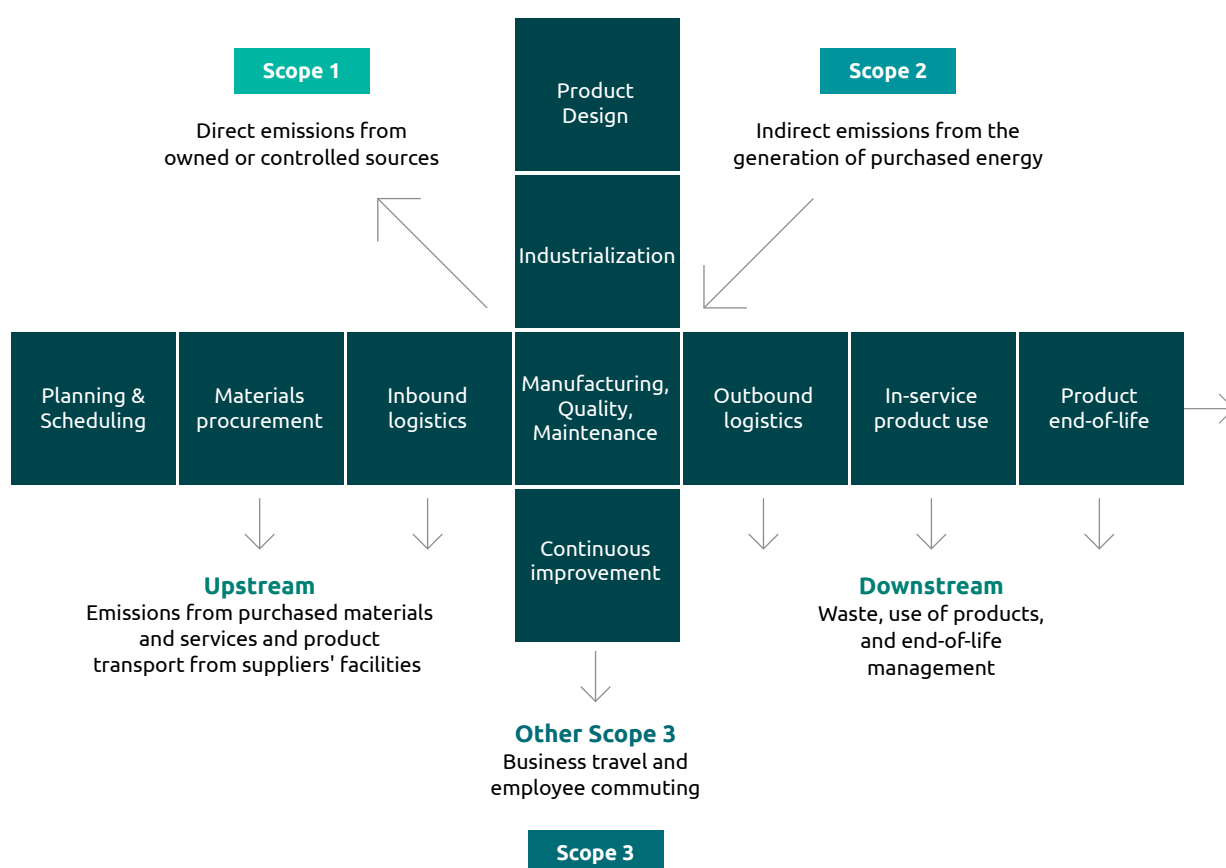 Scope 1
Direct emissions from
owned or controlled sources
Product
Design
Scope 2
Indirect emissions from the
generation of purchased energy
Industrialization
Planning &
Scheduling
Materials
procurement
Inbound
logistics
Manufacturing,
Quality,
Maintenance
Outbound
logistics
In-service
product use
Product
end-of-life
Continuous
improvement
Upstream
Emissions from purchased materials
and services and product
transport from suppliers' facilities
Downstream
Waste, use of products,
and end-of-life
management
Other Scope 3
Business travel and
employee commuting
Scope 3